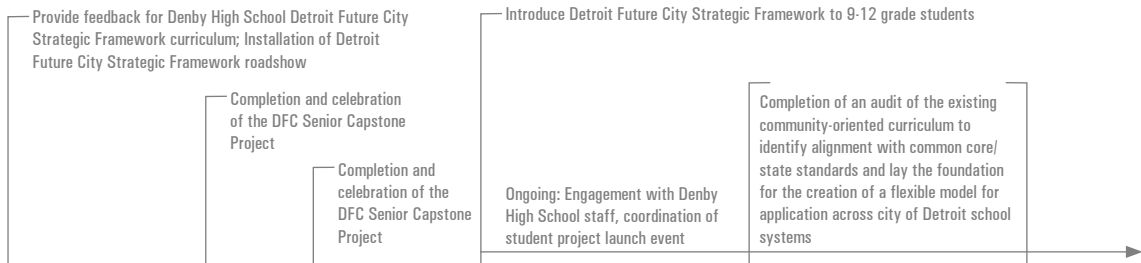 Provide feedback for Denby High School Detroit Future City
Strategic Framework curriculum; Installation of Detroit
Future City Strategic Framework roadshow
Introduce Detroit Future City Strategic Framework to 9-12 grade students
Completion and celebration
of the DFC Senior Capstone
Project
Completion and
celebration of the
DFC Senior Capstone
Project
Ongoing: Engagement with Denby
High School staff, coordination of
student project launch event
Completion of an audit of the existing
community-oriented curriculum to
identify alignment with common core/
state standards and lay the foundation
for the creation of a flexible model for
application across city of Detroit school
systems